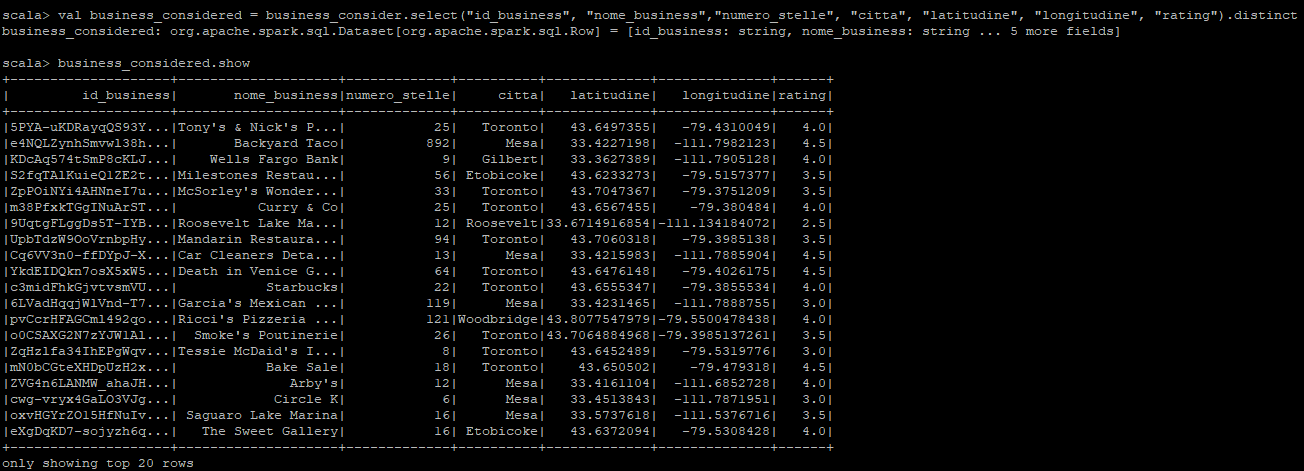 scala> val business_considered = business_consider.select("id_business", "nome_business","numero_stelle", "citta", "latitudine", "longitudine", "rating").distinct
business_considered: org.apache.spark.sql.Dataset[org.apache.spark.sql.Row] = [id_business: string, nome_business: string ... 5 more fields]
scala> business_considered.show
+--------------------+--------------------+-------------+----------+-------------+--------------+------+
|         id_business|       nome_business|numero_stelle|     citta|   latitudine|   longitudine|rating|
+--------------------+--------------------+-------------+----------+-------------+--------------+------+
|5PYA-uKDRayqQS93Y...|Tony's & Nick's P...|           25|   Toronto|   43.6497355|   -79.4310049|   4.0|
|e4NQLZynhSmvwl38h...|       Backyard Taco|          892|      Mesa|   33.4227198|  -111.7982123|   4.5|
|KDcAq574tSmP8cKLJ...|    Wells Fargo Bank|            9|   Gilbert|   33.3627389|  -111.7905128|   4.0|
|S2fqTAlKuieQ1ZE2t...|Milestones Restau...|           56| Etobicoke|   43.6233273|   -79.5157377|   3.5|
|ZpPOiNYi4AHNneI7u...|McSorley's Wonder...|           33|   Toronto|   43.7047367|   -79.3751209|   3.5|
|m38PfxkTGgINuArST...|          Curry & Co|           25|   Toronto|   43.6567455|    -79.380484|   4.0|
|9UqtgFLggDs5T-IYB...|Roosevelt Lake Ma...|           12| Roosevelt|33.6714916854|-111.134184072|   2.5|
|UpbTdzW9OoVrnbpHy...|Mandarin Restaura...|           94|   Toronto|   43.7060318|   -79.3985138|   3.5|
|Cq6VV3n0-ffDYpJ-X...|Car Cleaners Deta...|           13|      Mesa|   33.4215983|  -111.7885904|   4.5|
|YkdEIDQkn7osX5xW5...|Death in Venice G...|           64|   Toronto|   43.6476148|   -79.4026175|   4.5|
|c3midFhkGjvtvsmVU...|           Starbucks|           22|   Toronto|   43.6555347|   -79.3855534|   4.0|
|6LVadHqqjWlVnd-T7...|Garcia's Mexican ...|          119|      Mesa|   33.4231465|  -111.7888755|   3.0|
|pvCcrHFAGCml492qo...|Ricci's Pizzeria ...|          121|Woodbridge|43.8077547979|-79.5500478438|   4.0|
|o0CSAXG2N7zYJWlAl...|  Smoke's Poutinerie|           26|   Toronto|43.7064884968|-79.3985137261|   3.5|
|ZqHzlfa34IhEPgWqv...|Tessie McDaid's I...|            8|   Toronto|   43.6452489|   -79.5319776|   3.0|
|mN0bCGteXHDpUzH2x...|           Bake Sale|           18|   Toronto|    43.650502|    -79.479318|   4.5|
|ZVG4n6LANMW_ahaJH...|              Arby's|           12|      Mesa|   33.4161104|  -111.6852728|   4.0|
|cwg-vryx4GaLO3VJg...|            Circle K|            6|      Mesa|   33.4513843|  -111.7871951|   3.0|
|oxvHGYrZOl5HfNuIv...| Saguaro Lake Marina|           16|      Mesa|   33.5737618|  -111.5376716|   3.5|
|eXgDqKD7-sojyzh6q...|   The Sweet Gallery|           16| Etobicoke|   43.6372094|   -79.5308428|   4.0|
+--------------------+--------------------+-------------+----------+-------------+--------------+------+
only showing top 20 rows